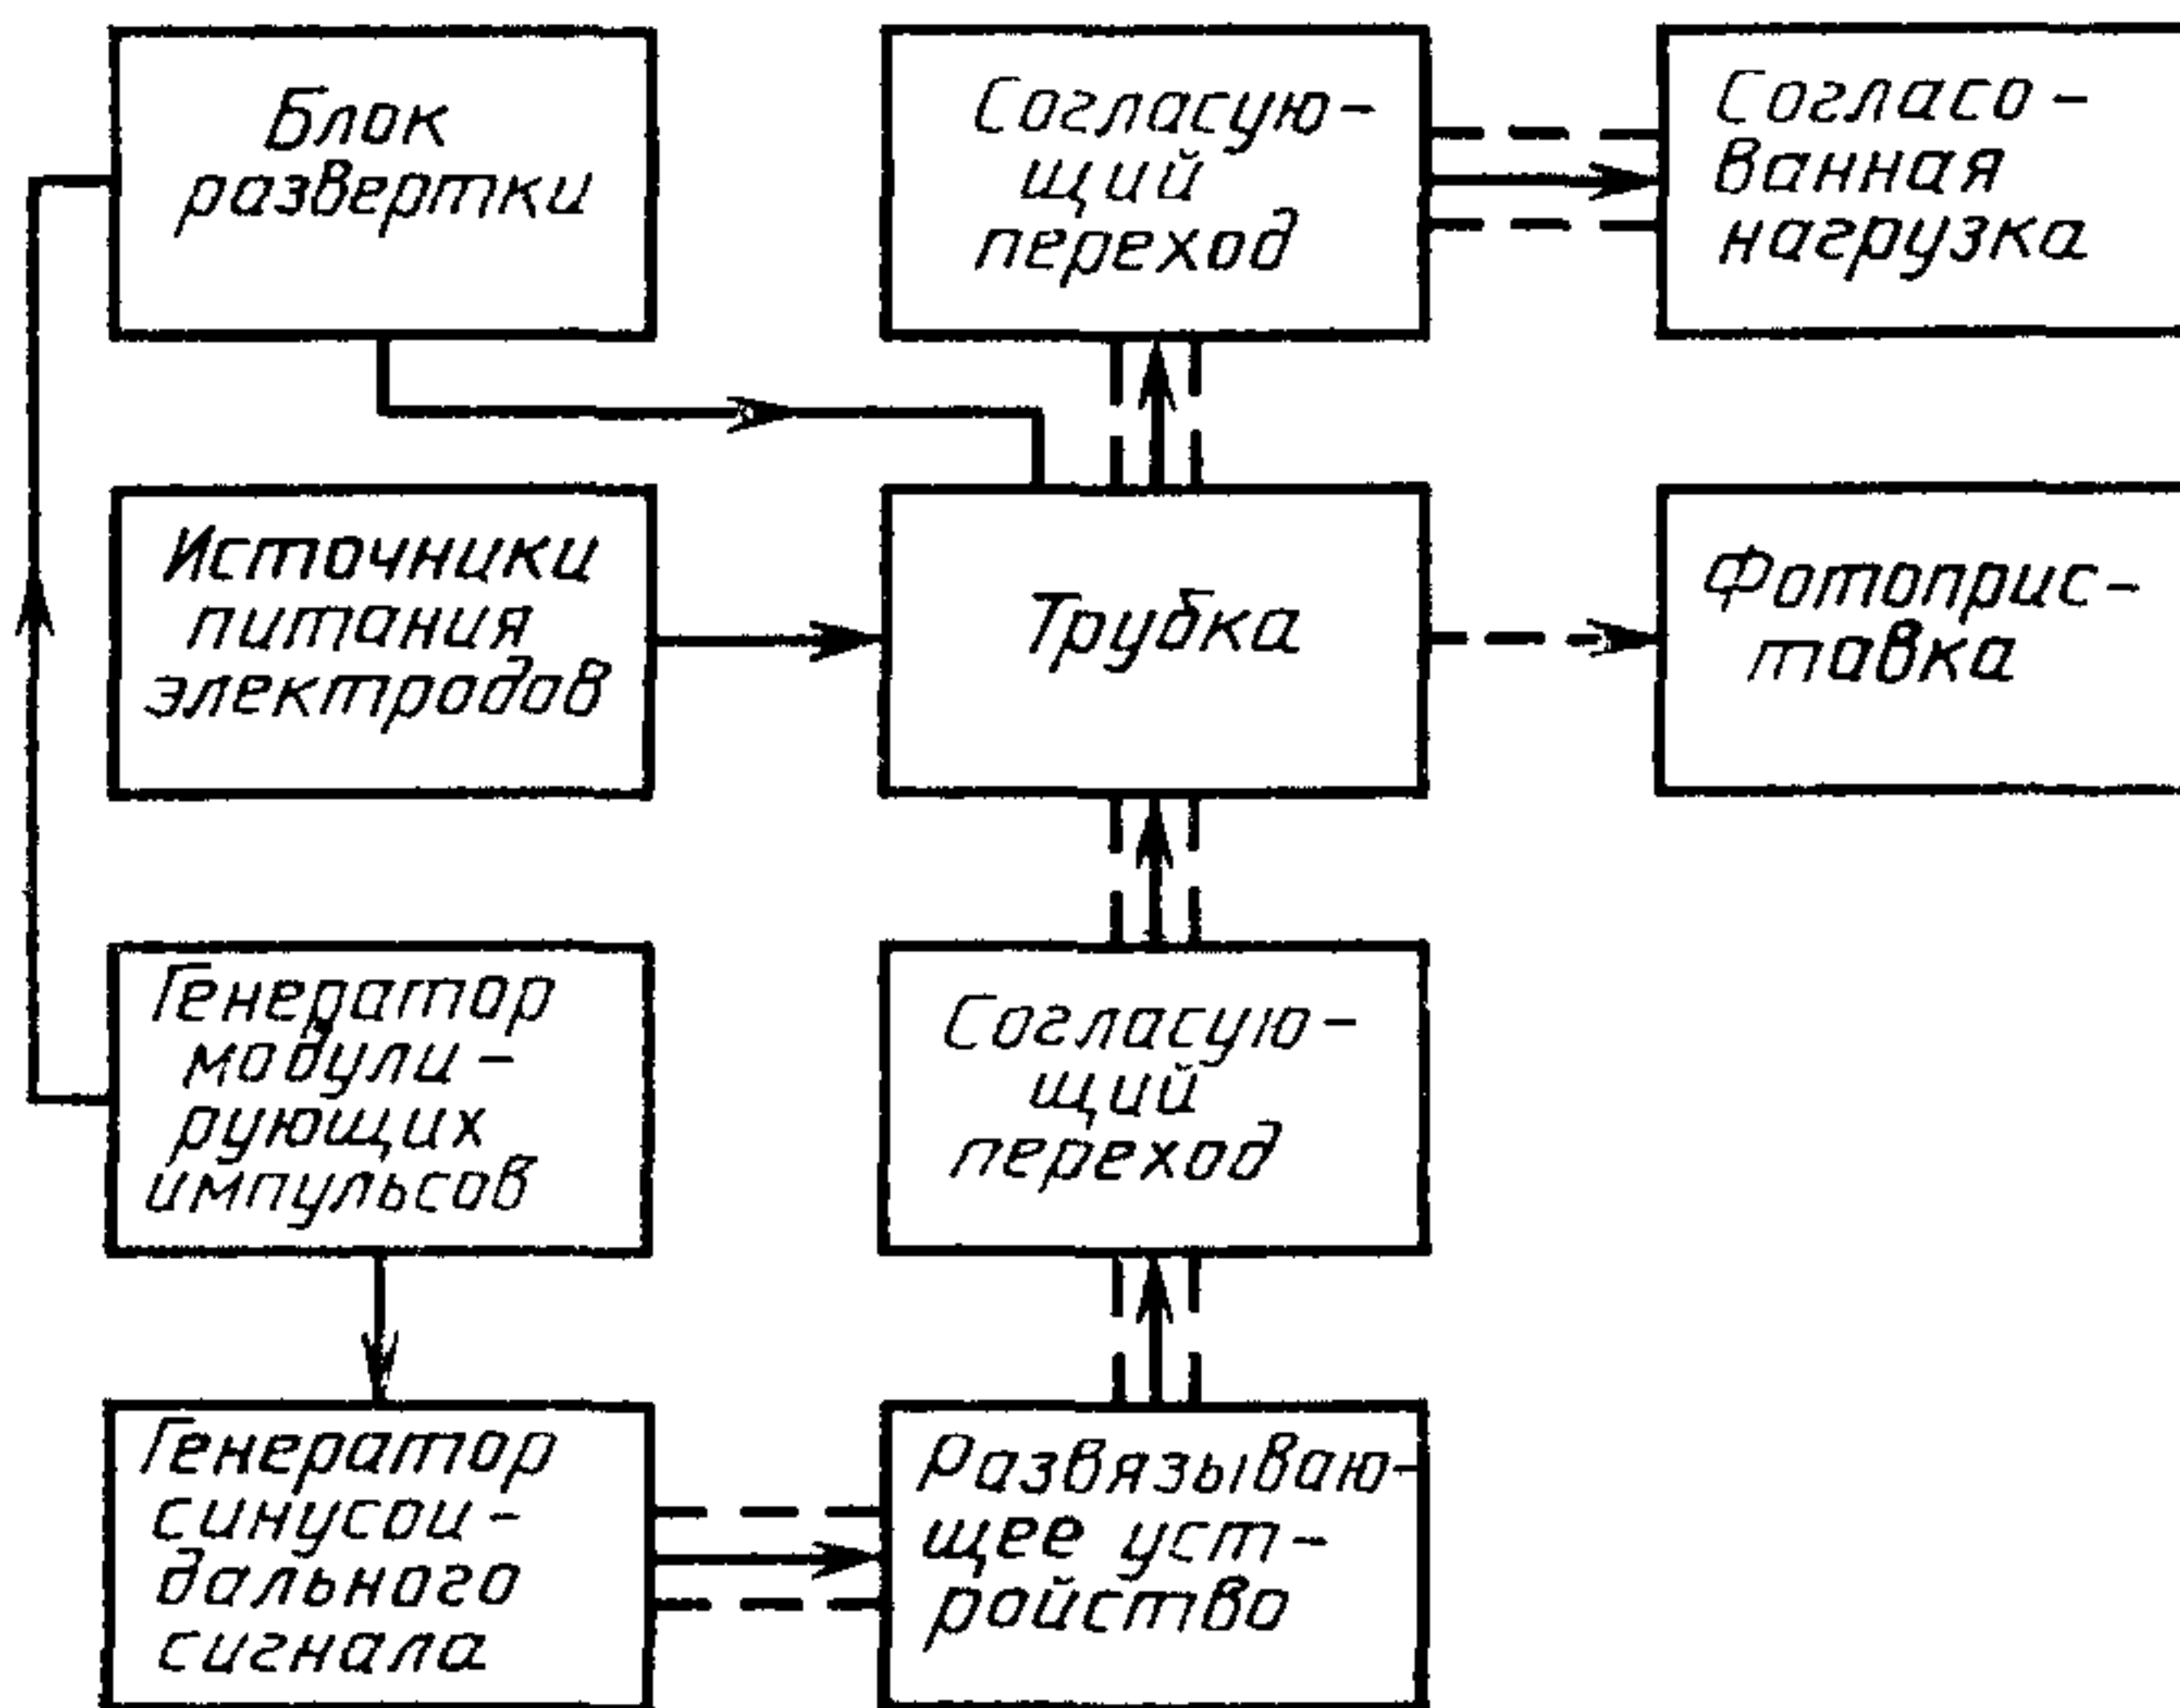 Блок
развертки
Согласую-
щий
переход
Согласо-
ванная
нагрузка
Источники
питания
электродов
Трубка
Фотоприс-
тавка
Генератор
модули-
рующих
импульсов
Согласую-
щий
переход
Генератор
синусои-
дального
сигнала
Развязываю-
щее уст-
ройство